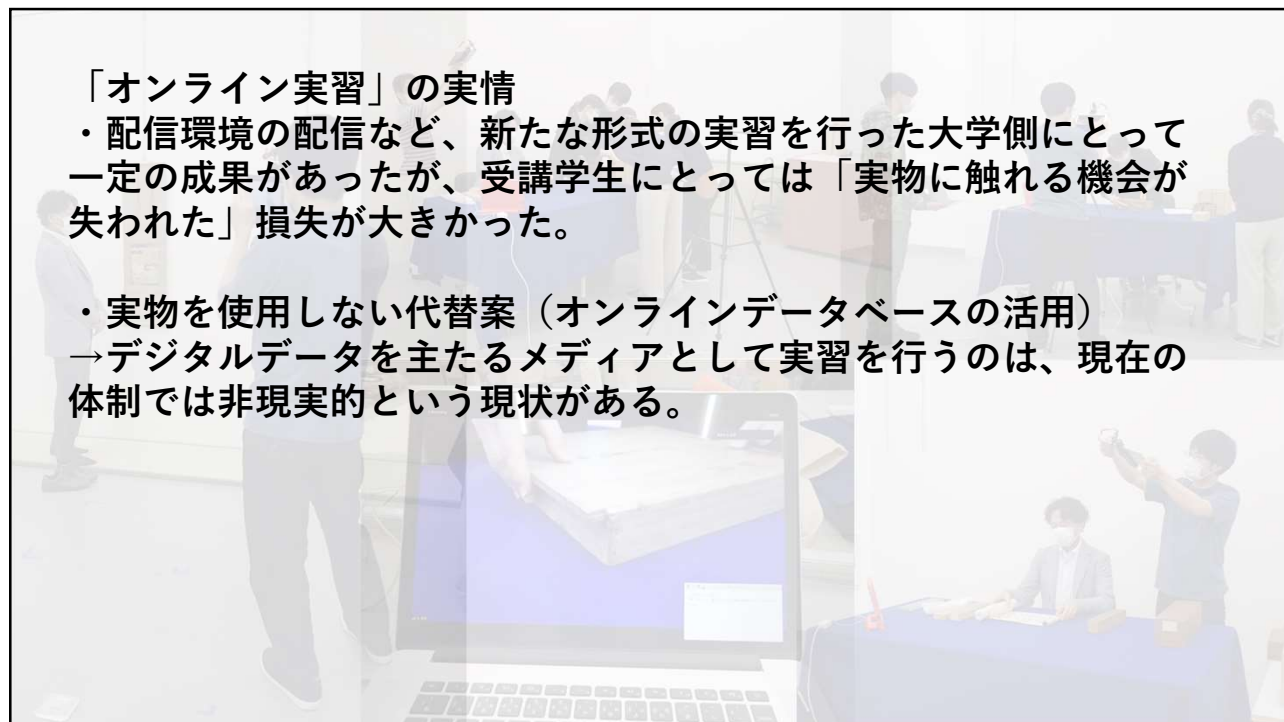 「オンライン実習」の実情
・配信環境の配信など、新たな形式の実習を行った大学側にとって
一定の成果があったが、受講学生にとっては「実物に触れる機会が
失われた」損失が大きかった。
・実物を使用しない代替案（オンラインデータベースの活用）
→デジタルデータを主たるメディアとして実習を行うのは、現在の
体制では非現実的という現状がある。